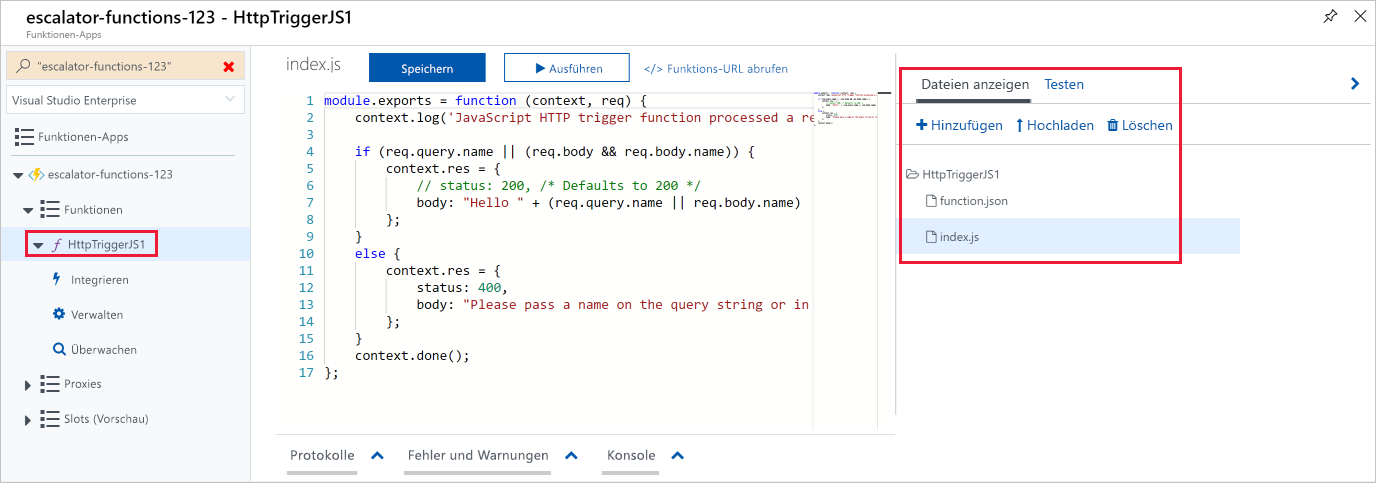 escalator-functions-123 - HttpTriggerJS1
Funktionen-Apps
"escalator-functions-123"
Visual Studio Enterprise
Funktionen-Apps
escalator-functions-123
Funktionen
HttpTriggerJS1
Integrieren
Verwalten
Überwachen
Proxies
Slots (Vorschau)
index.js
Speichern
Ausführen
</> Funktions-URL abrufen
1 module.exports = function (context, req) {
2 context.log('JavaScript HTTP trigger function processed a re
3
4 if (req.query.name || (req.body && req.body.name)) {
5 context.res = {
6 // status: 200, /* Defaults to 200 */
7 body: "Hello " + (req.query.name || req.body.name)
8 };
9 }
10 else {
11 context.res = {
12 status: 400,
13 body: "Please pass a name on the query string or in
14 };
15 }
16 context.done();
17 };
Protokolle
Fehler und Warnungen
Konsole
Dateien anzeigen
Testen
Hinzufügen
Hochladen
Löschen
HttpTriggerJS1
function.json
index.js